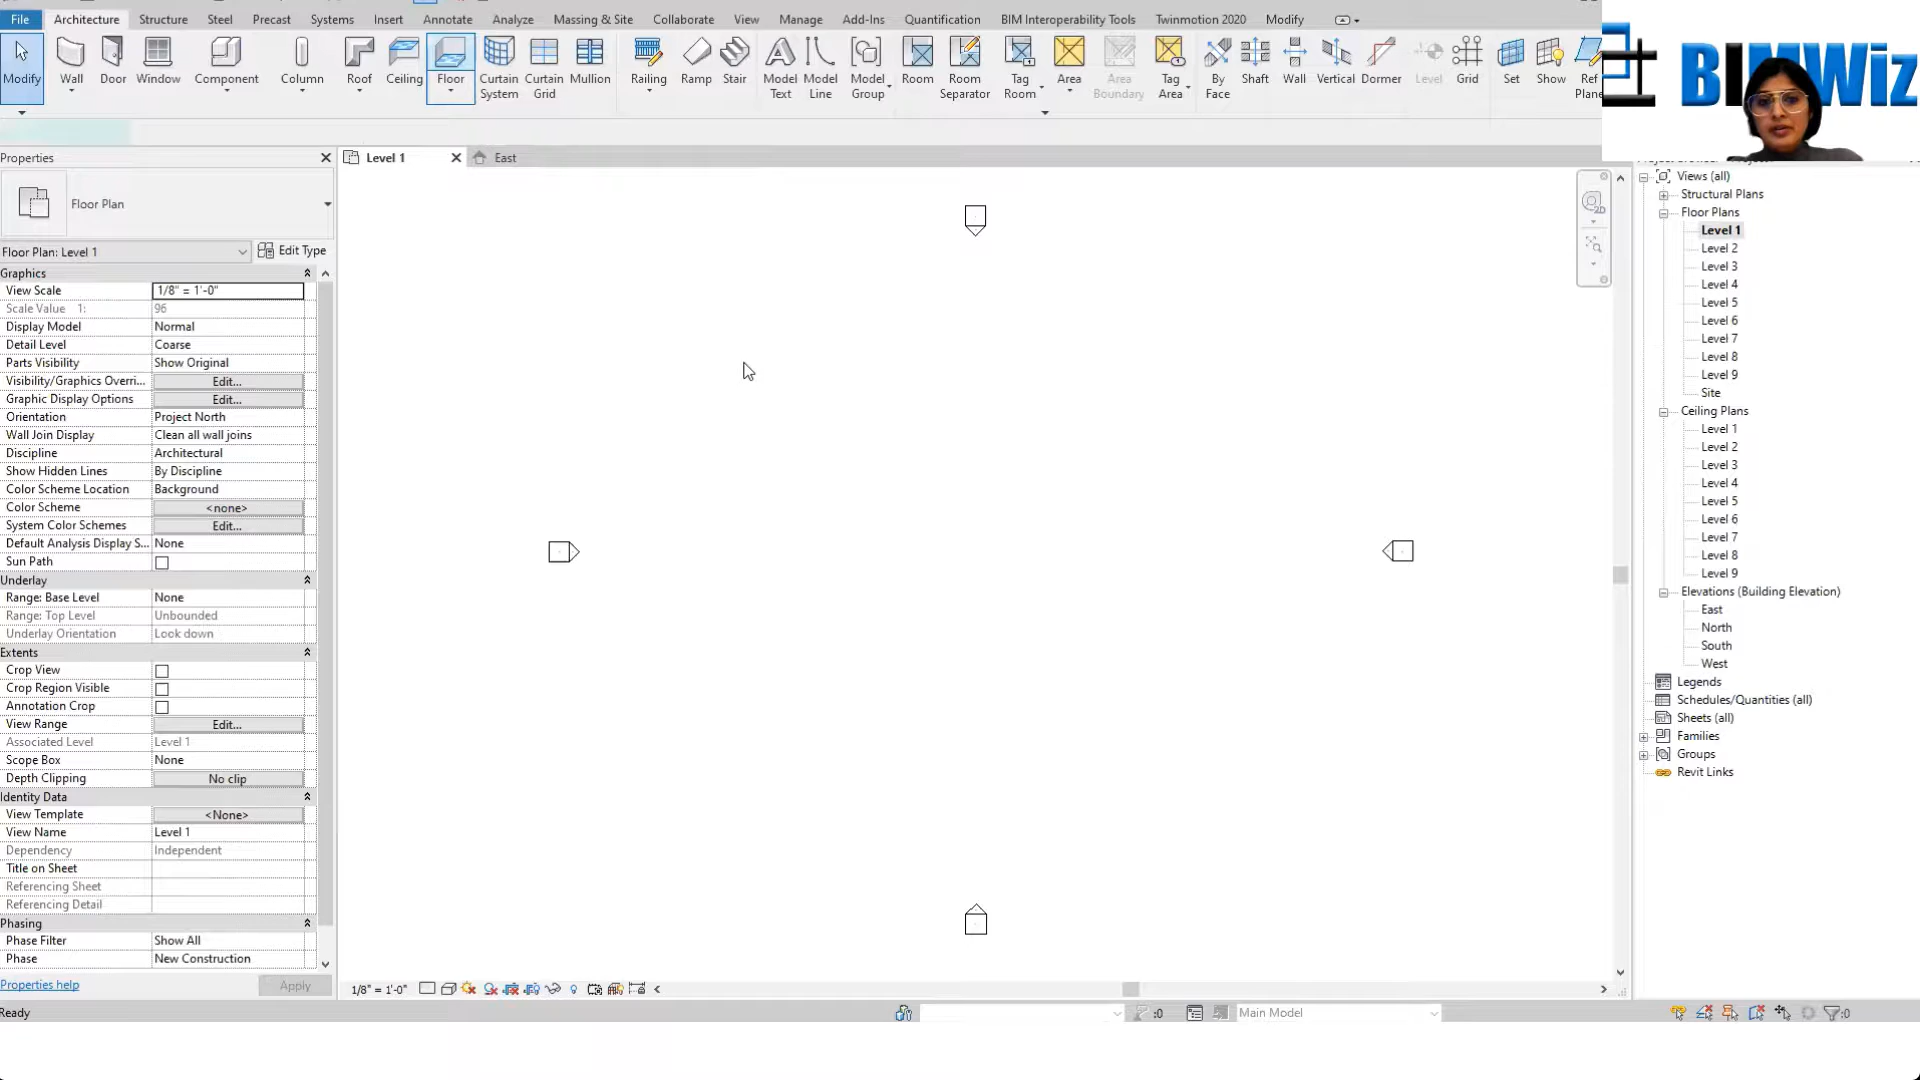 File Architecture Structure Steel Precast Systems Insert Annotate Analyze Massing & Site Collaborate View Manage Add-Ins Quantification BIM Interoperability Tools Twinmotion 2020 Modify
Modify Wall Door Window Component Column Roof Ceiling Floor Curtain System Curtain Grid Mullion Railing Ramp Stair Model Text Model Line Model Group Room Room Separator Tag Room Area Area Boundary Tag Area By Face Shaft Wall Vertical Dormer Level Grid Set Show Ref Plane
BIMWiz
Properties
Level 1 East
Floor Plan
Floor Plan: Level 1 Edit Type
Graphics
View Scale 1/8" = 1'-0"
Scale Value 1: 96
Display Model Normal
Detail Level Coarse
Parts Visibility Show Original
Visibility/Graphics Overri... Edit...
Graphic Display Options Edit...
Orientation Project North
Wall Join Display Clean all wall joins
Discipline Architectural
Show Hidden Lines By Discipline
Color Scheme Location Background
Color Scheme <none>
System Color Schemes Edit...
Default Analysis Display S... None
Sun Path
Underlay
Range: Base Level None
Range: Top Level Unbounded
Underlay Orientation Look down
Extents
Crop View
Crop Region Visible
Annotation Crop
View Range Edit...
Associated Level Level 1
Scope Box None
Depth Clipping No clip
Identity Data
View Template <None>
View Name Level 1
Dependency Independent
Title on Sheet
Referencing Sheet
Referencing Detail
Phasing
Phase Filter Show All
Phase New Construction
Properties help Apply
2D
Views (all)
Structural Plans
Floor Plans
Level 1
Level 2
Level 3
Level 4
Level 5
Level 6
Level 7
Level 8
Level 9
Site
Ceiling Plans
Level 1
Level 2
Level 3
Level 4
Level 5
Level 6
Level 7
Level 8
Level 9
Elevations (Building Elevation)
East
North
South
West
Legends
Schedules/Quantities (all)
Sheets (all)
Families
Groups
Revit Links
1/8" = 1'-0"
Ready :0 Main Model :0